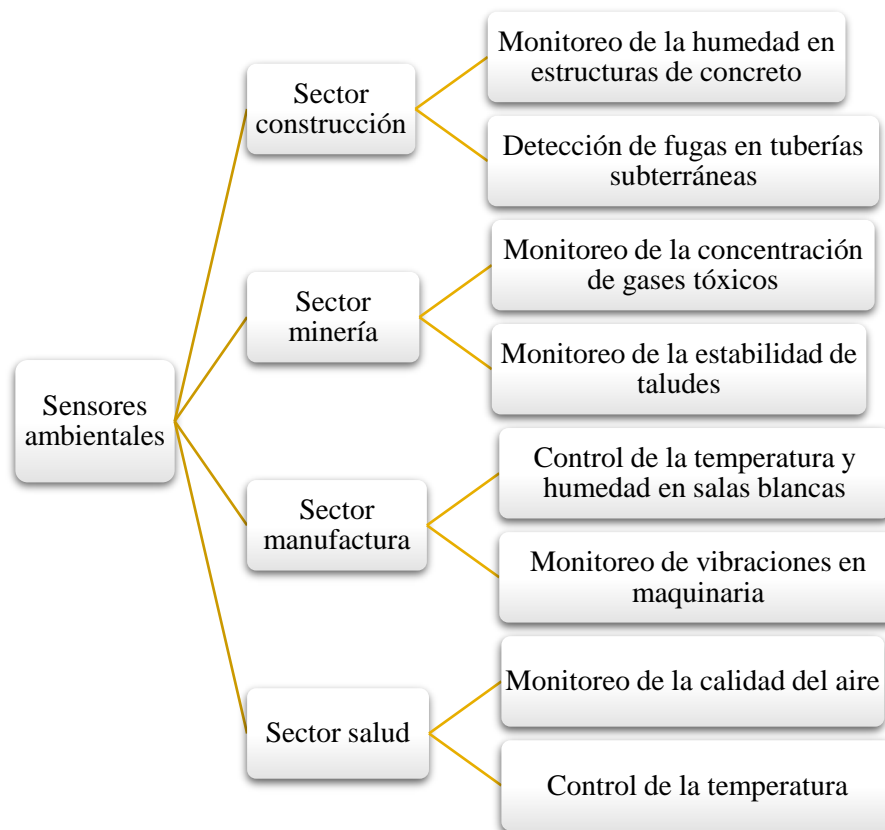 Sensores
ambientales
Sector
construcción
Monitoreo de la humedad en
estructuras de concreto
Detección de fugas en tuberías
subterráneas
Sector
minería
Monitoreo de la concentración
de gases tóxicos
Monitoreo de la estabilidad de
taludes
Sector
manufactura
Control de la temperatura y
humedad en salas blancas
Monitoreo de vibraciones en
maquinaria
Sector salud
Monitoreo de la calidad del aire
Control de la temperatura